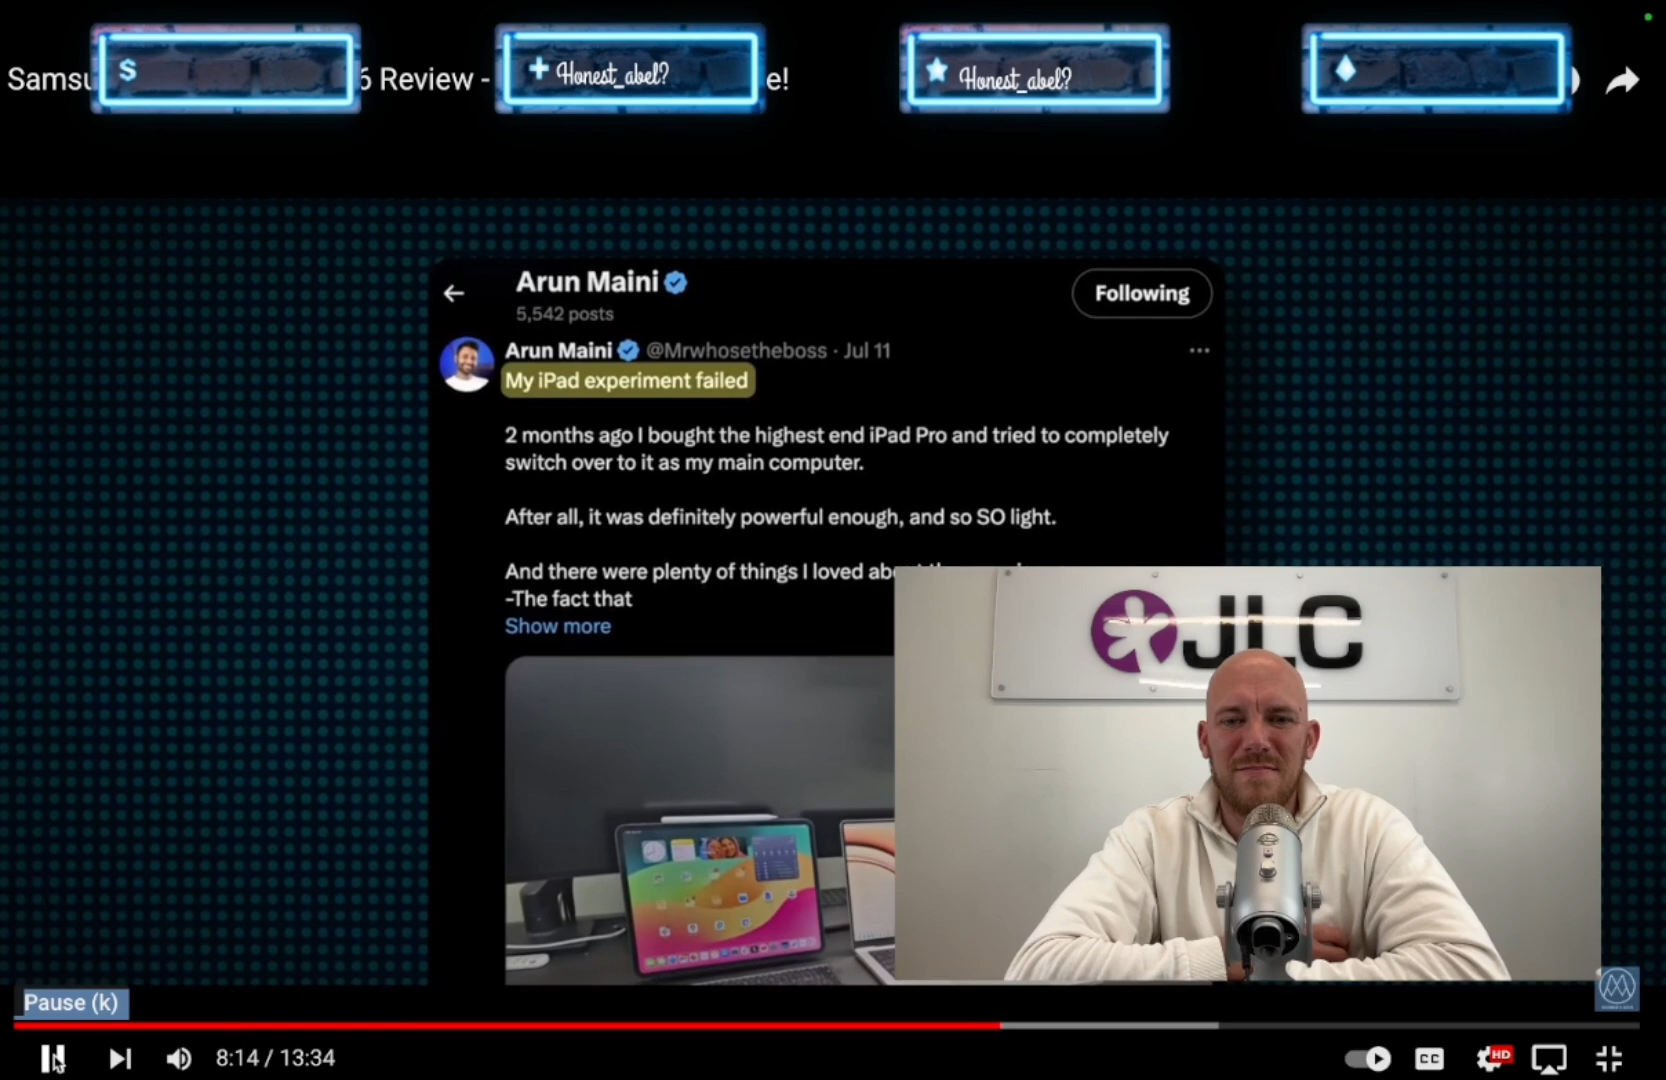 Samsu
6 Review -
e!
$
Honest_abel?
Honest_abel?
Arun Maini
5,542 posts
Following
Arun Maini @Mrwhosetheboss · Jul 11
My iPad experiment failed
2 months ago I bought the highest end iPad Pro and tried to completely
switch over to it as my main computer.
After all, it was definitely powerful enough, and so SO light.
And there were plenty of things I loved
-The fact that
Show more
JLC
Pause (k)
8:14 / 13:34
CC
HD